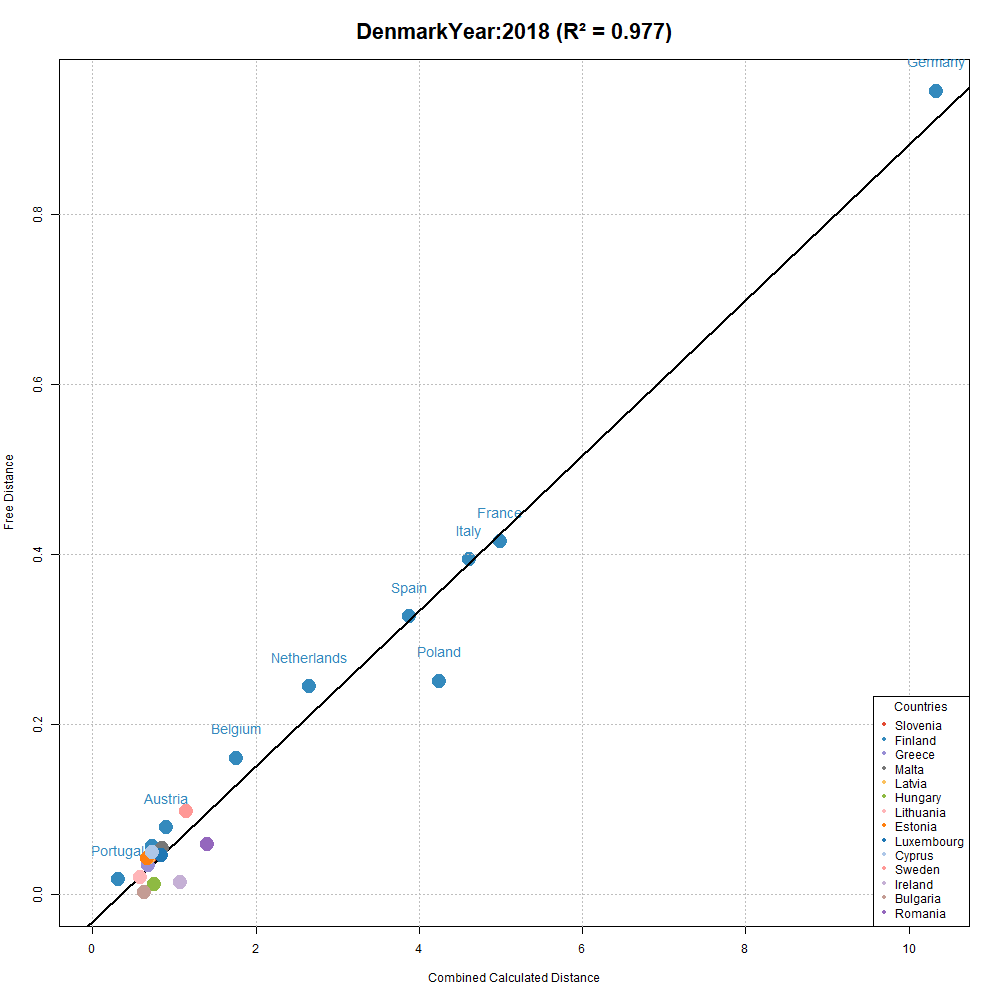 DenmarkYear:2018 (R² = 0.977)
Germany
France
Italy
Spain
Poland
Netherlands
Belgium
Austria
Portugal
Free Distance
0.8
0.6
0.4
0.2
0.0
0 2 4 6 8 10
Combined Calculated Distance
Countries
Slovenia
Finland
Greece
Malta
Latvia
Hungary
Lithuania
Estonia
Luxembourg
Cyprus
Sweden
Ireland
Bulgaria
Romania